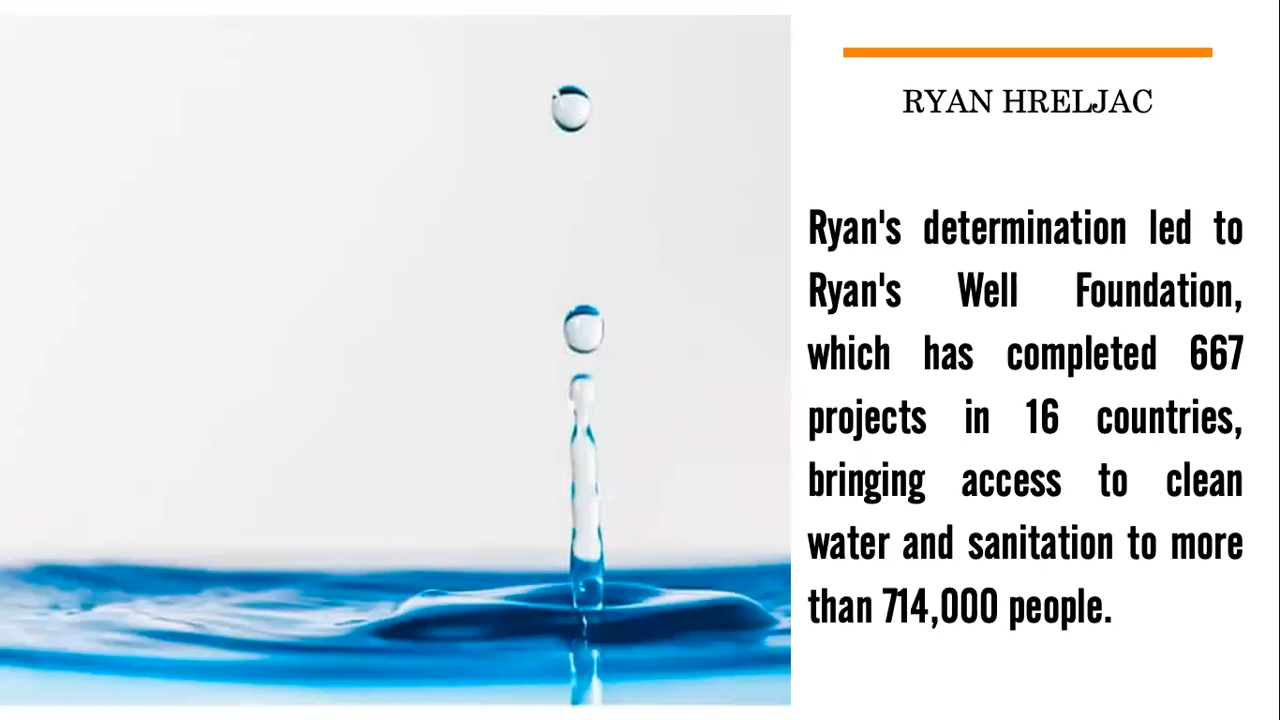 RYAN HRELJAC
Ryan's determination led to
Ryan's Well Foundation,
which has completed 667
projects in 16 countries,
bringing access to clean
water and sanitation to more
than 714,000 people.